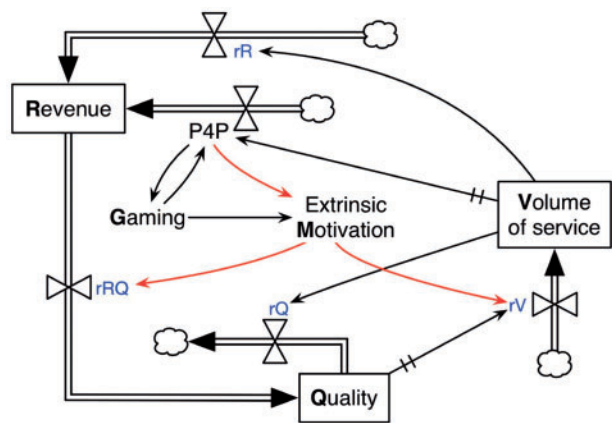 rR
Revenue
P4P
Gaming
Extrinsic
Motivation
Volume
of service
rRQ
rQ
rV
Quality